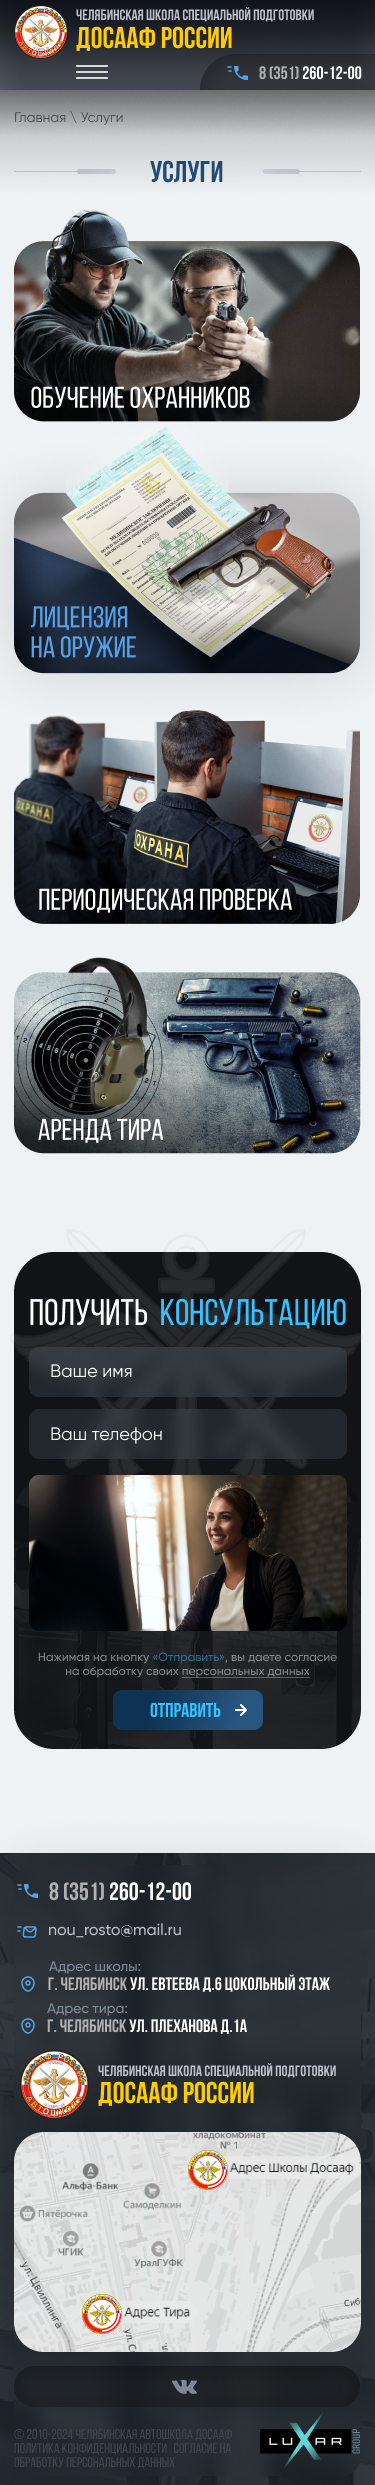 ЧЕЛЯБИНСКАЯ ШКОЛА СПЕЦИАЛЬНОЙ ПОДГОТОВКИ
ДОСААФ РОССИИ
8 (351) 260-12-00
Главная \ Услуги
УСЛУГИ
ОБУЧЕНИЕ ОХРАННИКОВ
МЕДИЦИНСКОЕ ЗАКЛЮЧЕНИЕ
ЛИЦЕНЗИЯ
НА ОРУЖИЕ
ОХРАНА
ОХРАНА
ПЕРИОДИЧЕСКАЯ ПРОВЕРКА
АРЕНДА ТИРА
ПОЛУЧИТЬ КОНСУЛЬТАЦИЮ
Ваше имя
Ваш телефон
Нажимая на кнопку «Отправить», вы даете согласие
на обработку своих персональных данных
ОТПРАВИТЬ
8 (351) 260-12-00
nou_rosto@mail.ru
Адрес школы:
Г. ЧЕЛЯБИНСК УЛ. ЕВТЕЕВА Д.6 ЦОКОЛЬНЫЙ ЭТАЖ
Адрес тира:
Г. ЧЕЛЯБИНСК УЛ. ПЛЕХАНОВА Д.1А
ЧЕЛЯБИНСКАЯ ШКОЛА СПЕЦИАЛЬНОЙ ПОДГОТОВКИ
ДОСААФ РОССИИ
хладокомбинат
№ 1
Адрес Школы Досааф
Альфа-Банк
Самоделкин
Пятёрочка
ЧГИК
УралГУФК
ул. Цвиллинга
Сиб
Адрес Тира
ул. С
© 2010-2024 ЧЕЛЯБИНСКАЯ АВТОШКОЛА ДОСААФ
ПОЛИТИКА КОНФИДЕНЦИАЛЬНОСТИ СОГЛАСИЕ НА
ОБРАБОТКУ ПЕРСОНАЛЬНЫХ ДАННЫХ
LUXAR GROUP